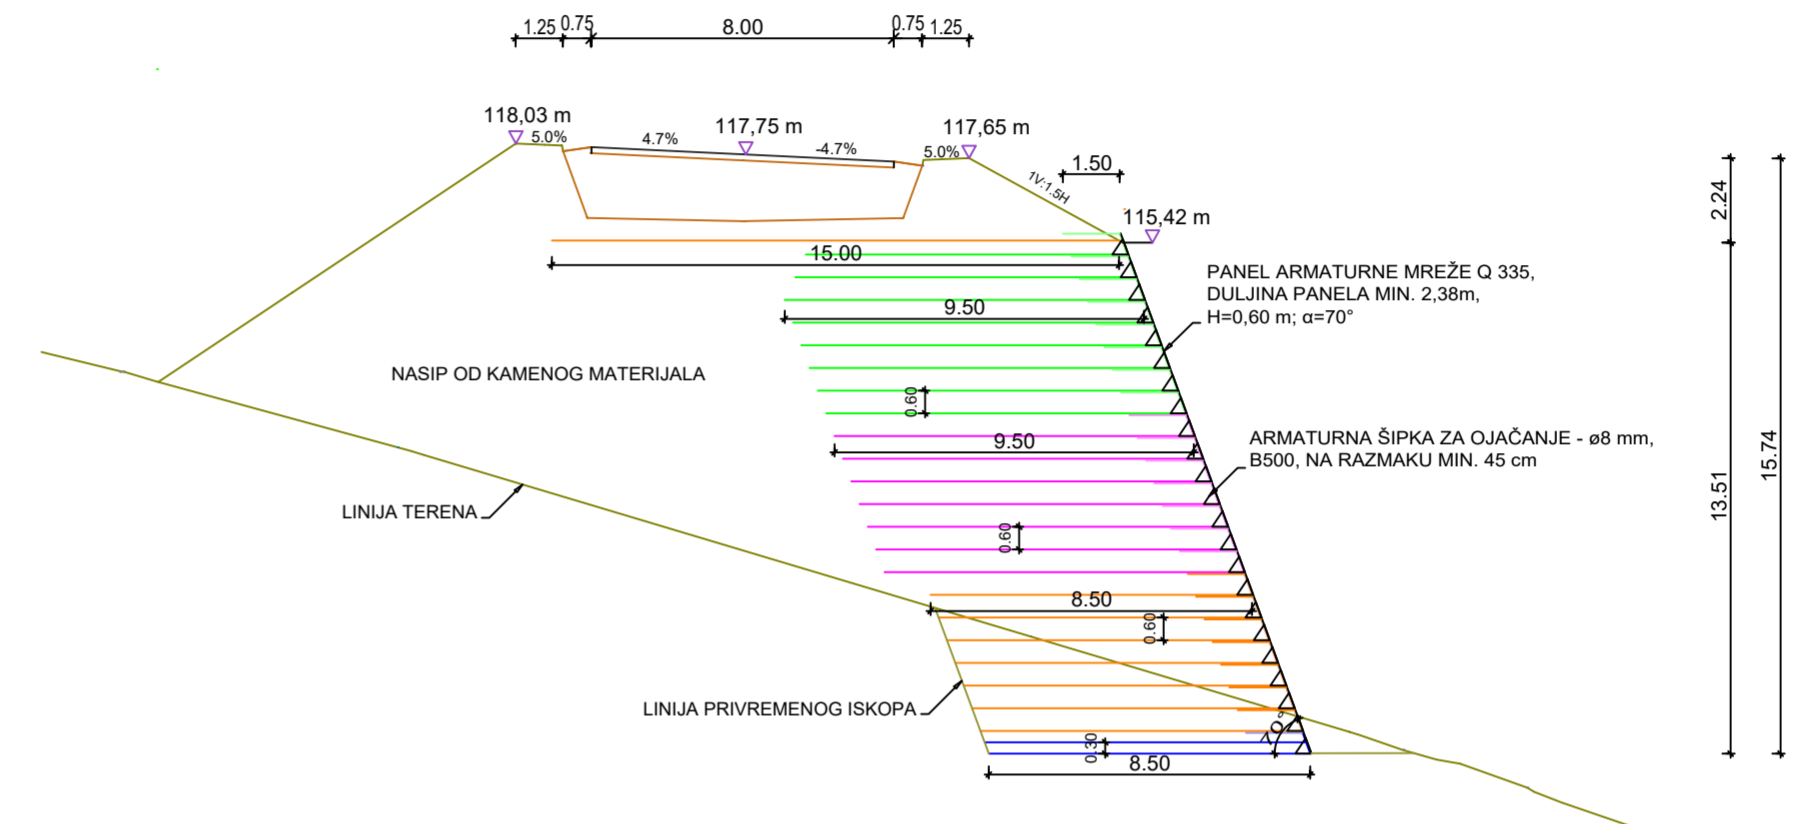 1.25 0.75 8.00 0.75 1.25
118,03 m
5.0%
4.7%
117,75 m
-4.7%
117,65 m
5.0%
1V:1.5H
1.50
115,42 m
2.24
15.00
PANEL ARMATURNE MREŽE Q 335,
DULJINA PANELA MIN. 2,38m,
H=0,60 m; α=70°
9.50
NASIP OD KAMENOG MATERIJALA
0.60
9.50
ARMATURNA ŠIPKA ZA OJAČANJE - ø8 mm,
B500, NA RAZMAKU MIN. 45 cm
15.74
13.51
LINIJA TERENA
0.60
8.50
0.60
LINIJA PRIVREMENOG ISKOPA
70°
0.30
8.50